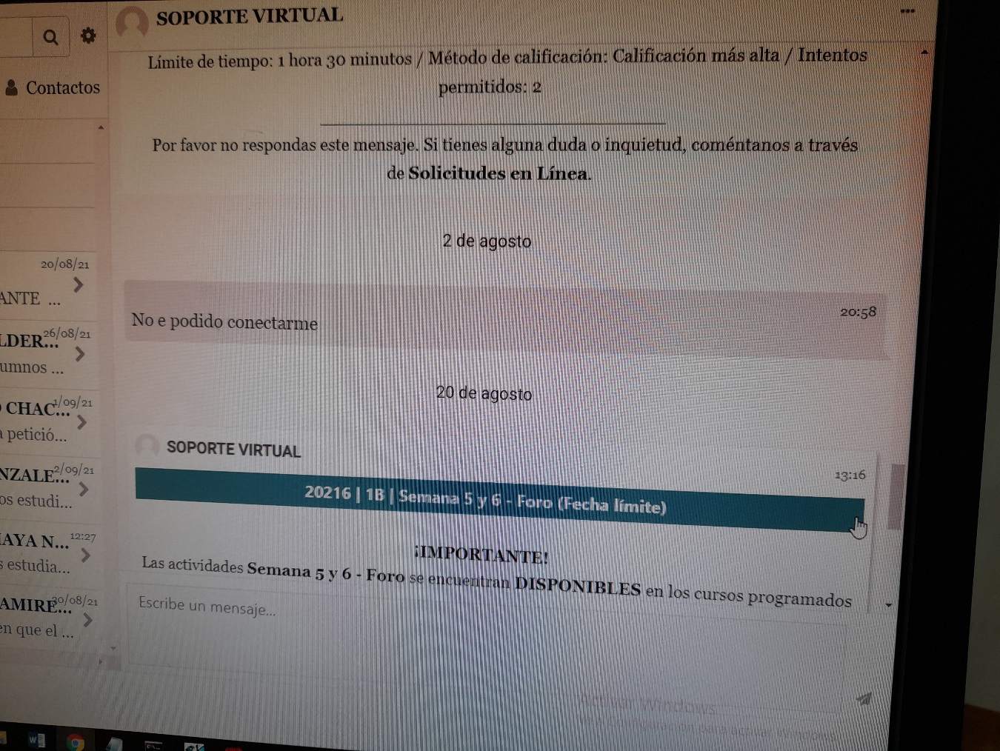 SOPORTE VIRTUAL
Contactos
Límite de tiempo: 1 hora 30 minutos / Método de calificación: Calificación más alta / Intentos
permitidos: 2
Por favor no respondas este mensaje. Si tienes alguna duda o inquietud, coméntanos a través
de Solicitudes en Línea.
2 de agosto
20:58
No e podido conectarme
20 de agosto
SOPORTE VIRTUAL
13:16
20216 | 1B | Semana 5 y 6 - Foro (Fecha límite)
¡IMPORTANTE!
Las actividades Semana 5 y 6 - Foro se encuentran DISPONIBLES en los cursos programados
Escribe un mensaje...
20/08/21
ANTE ...
LDER... 26/08/21
umnos ...
CHAC... 1/09/21
petició...
NZALE... 2/09/21
os estudi...
AYA N... 12:27
s estudia...
AMIRE... 30/08/21
en que el ...
Activar Windows
para activar Windows